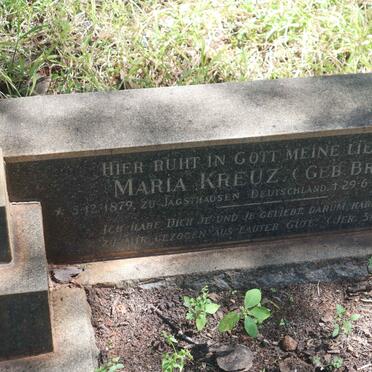 HIER RUHT IN GOTT MEINE LIE
MARIA KREUZ, (GEB BR
* 5.12.1879, ZU JAGSTHAUSEN DEUTSCHLAND, † 29.6
ICH HABE DICH JE UND JE GELIEBT, DARUM HAB
ZU MIR GEZOGEN AUS LAUTER GÜTE" (JER.